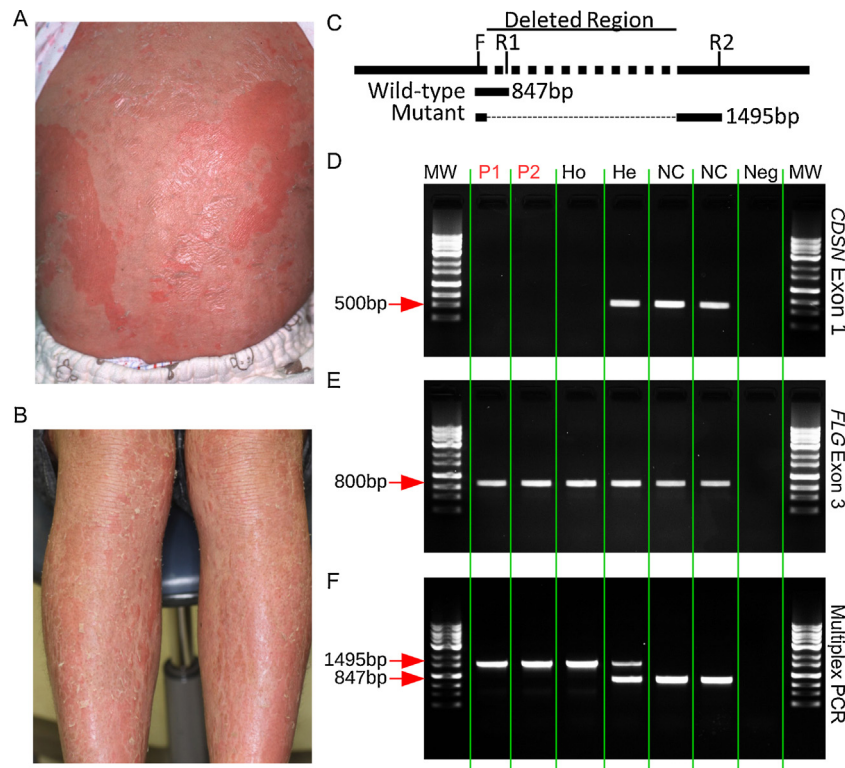 A
B
C
Deleted Region
F R1 R2
Wild-type 847bp
Mutant 1495bp
D
MW P1 P2 Ho He NC NC Neg MW
500bp
CDSN Exon 1
E
800bp
FLG Exon 3
F
1495bp
847bp
Multiplex PCR